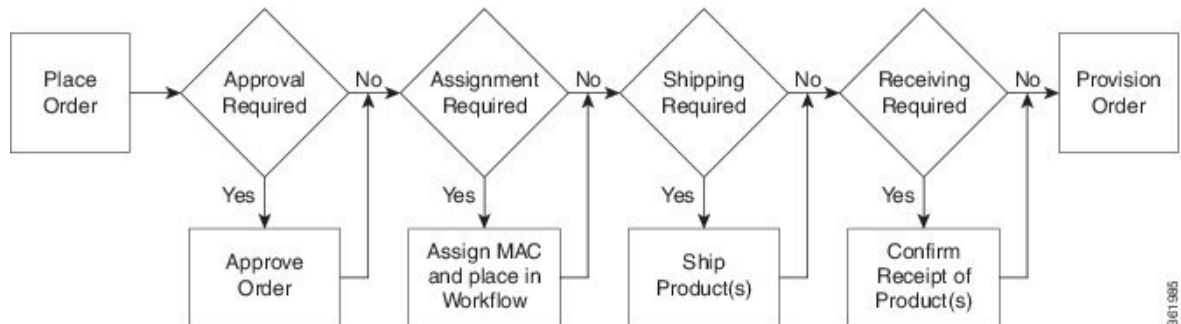 Place
Order
Approval
Required
No
Assignment
Required
No
Shipping
Required
No
Receiving
Required
No
Provision
Order
Yes
Yes
Yes
Yes
Approve
Order
Assign MAC
and place in
Workflow
Ship
Product(s)
Confirm
Receipt of
Product(s)
361985